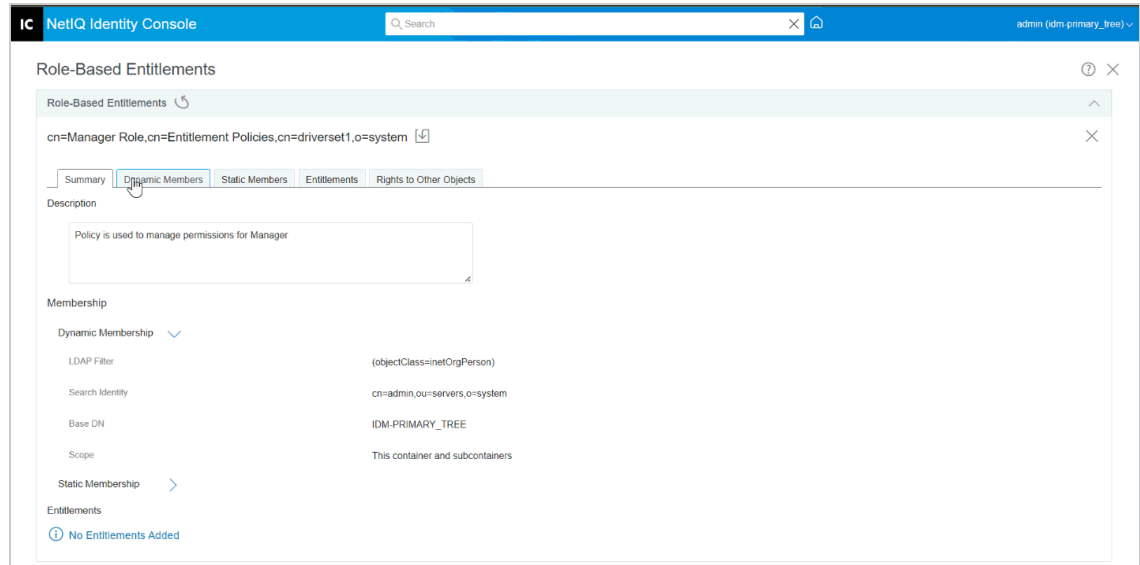 IC NetIQ Identity Console Search admin (idm-primary_tree)
Role-Based Entitlements
Role-Based Entitlements
cn=Manager Role,cn=Entitlement Policies,cn=driverset1,o=system
Summary Dynamic Members Static Members Entitlements Rights to Other Objects
Description
Policy is used to manage permissions for Manager
Membership
Dynamic Membership
LDAP Filter (objectClass=inetOrgPerson)
Search Identity cn=admin,ou=servers,o=system
Base DN IDM-PRIMARY_TREE
Scope This container and subcontainers
Static Membership
Entitlements
No Entitlements Added